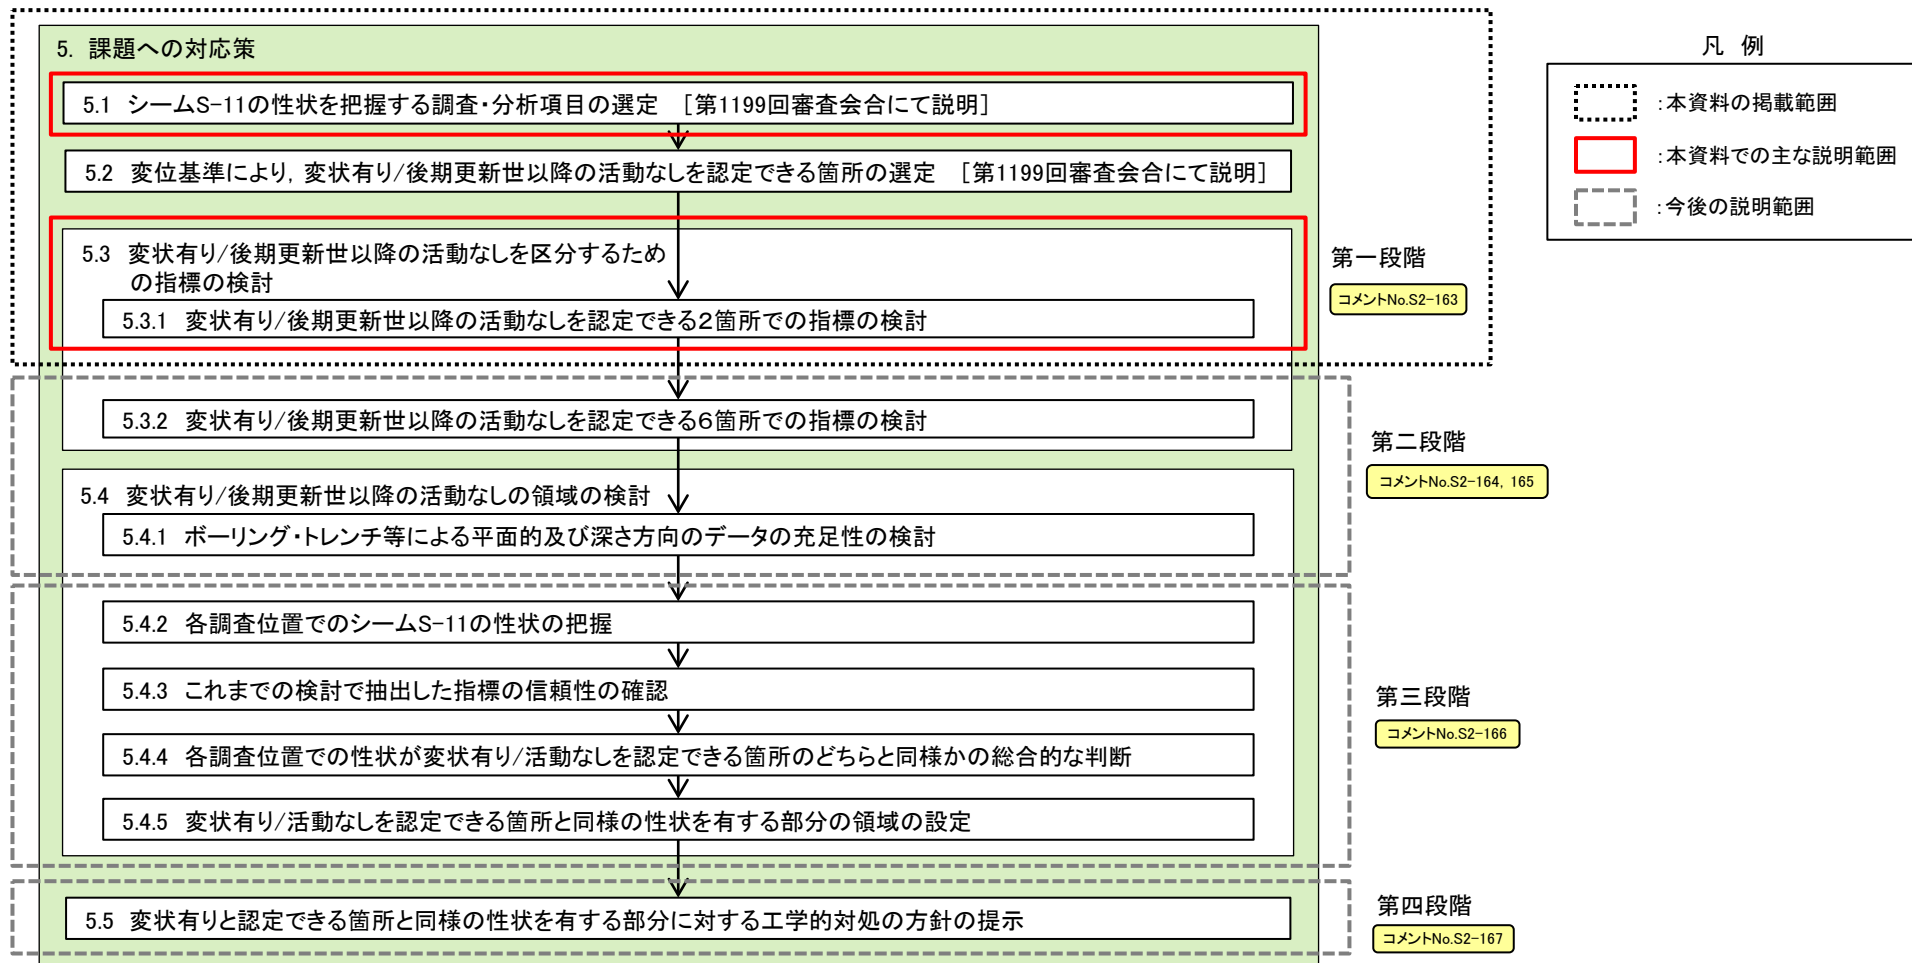 5. 課題への対応策
5.1 シームS-11の性状を把握する調査・分析項目の選定 [第1199回審査会合にて説明]
5.2 変位基準により, 変状有り/後期更新世以降の活動なしを認定できる箇所の選定 [第1199回審査会合にて説明]
5.3 変状有り/後期更新世以降の活動なしを区分するため
の指標の検討
5.3.1 変状有り/後期更新世以降の活動なしを認定できる2箇所での指標の検討
第一段階
コメントNo.S2-163
5.3.2 変状有り/後期更新世以降の活動なしを認定できる6箇所での指標の検討
5.4 変状有り/後期更新世以降の活動なしの領域の検討
5.4.1 ボーリング・トレンチ等による平面的及び深さ方向のデータの充足性の検討
第二段階
コメントNo.S2-164, 165
5.4.2 各調査位置でのシームS-11の性状の把握
5.4.3 これまでの検討で抽出した指標の信頼性の確認
5.4.4 各調査位置での性状が変状有り/活動なしを認定できる箇所のどちらと同様かの総合的な判断
5.4.5 変状有り/活動なしを認定できる箇所と同様の性状を有する部分の領域の設定
第三段階
コメントNo.S2-166
5.5 変状有りと認定できる箇所と同様の性状を有する部分に対する工学的対処の方針の提示
第四段階
コメントNo.S2-167
凡 例
:本資料の掲載範囲
:本資料での主な説明範囲
:今後の説明範囲